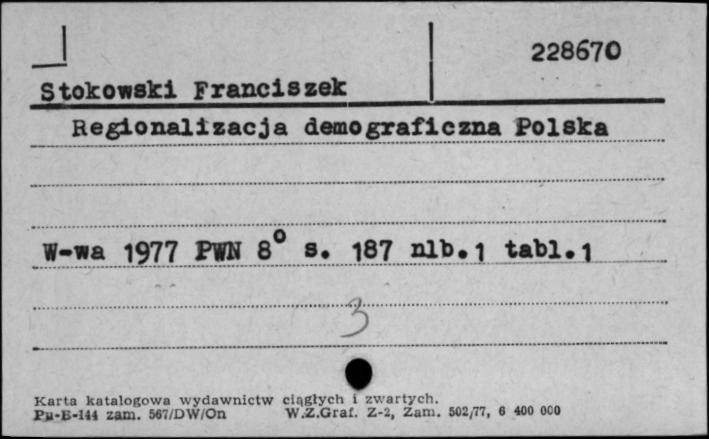 228670
Stokowski Franciszek
Regionalizacja demograficzna Polska
W-wa 1977 PWN 8° s. 187 nlb.1 tabl.1
3
Karta katalogowa wydawnictw ciągłych i zwartych.
Pu-B-144 zam. 567/DW/On W.Z.Graf. Z-2, Zam. 502/77, 6 400 000